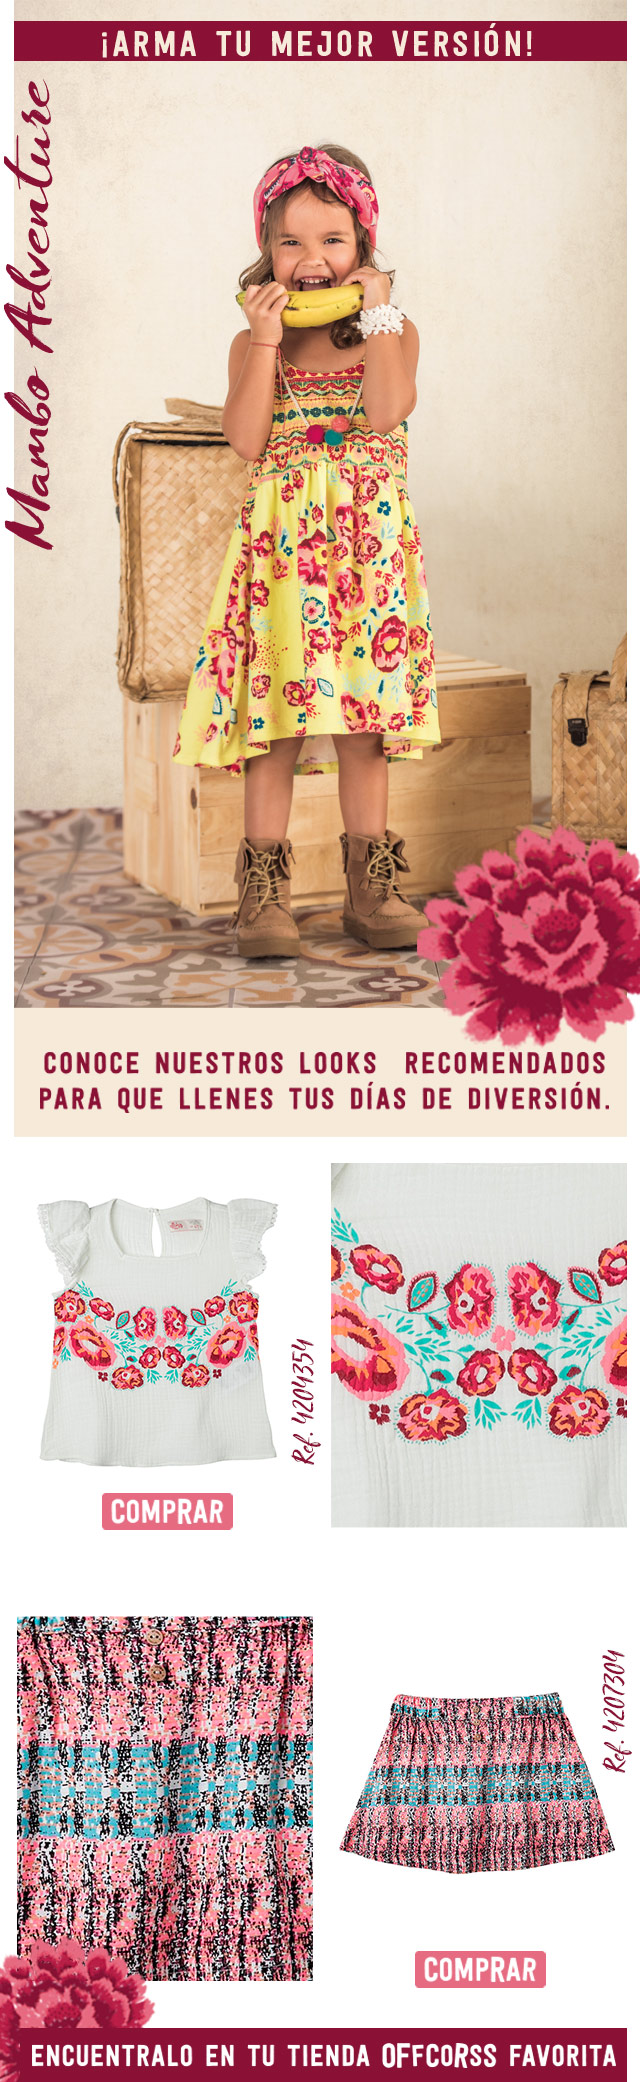 ¡ARMA TU MEJOR VERSIÓN!
Mambo Adventure
CONOCE NUESTROS LOOKS RECOMENDADOS
PARA QUE LLENES TUS DÍAS DE DIVERSIÓN.
Ref. 4204354
COMPRAR
Ref. 4207304
COMPRAR
ENCUENTRALO EN TU TIENDA OFFCORSS FAVORITA